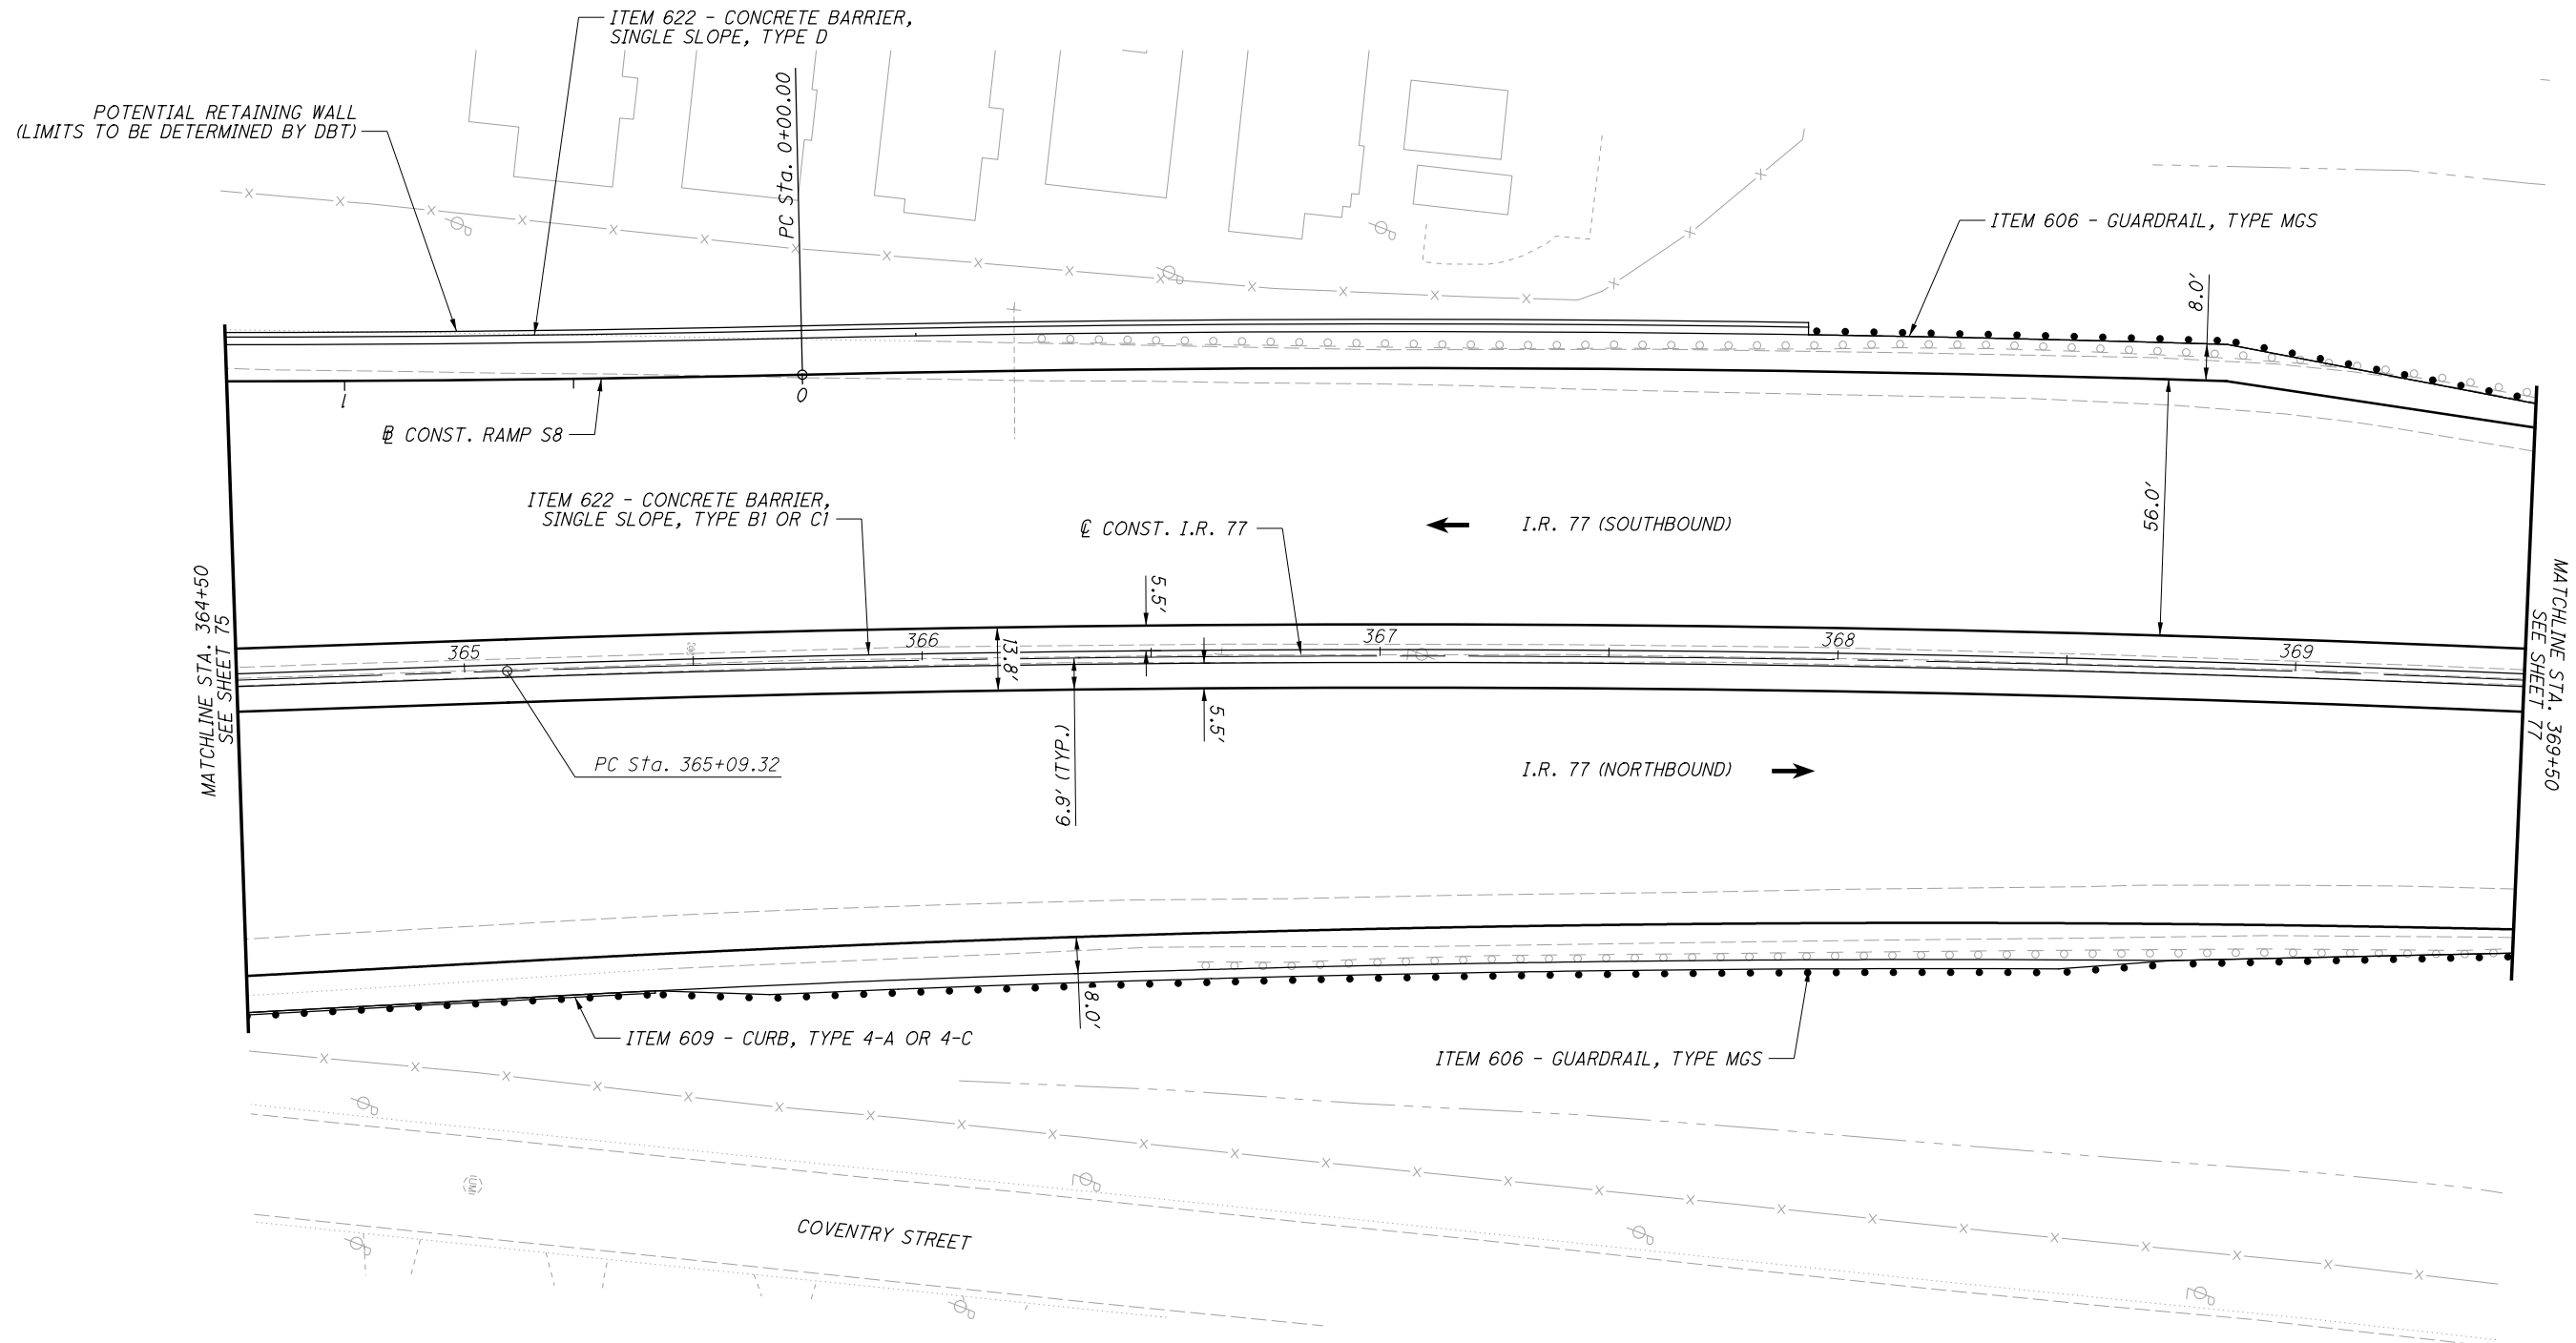 ITEM 622 - CONCRETE BARRIER,
SINGLE SLOPE, TYPE D
POTENTIAL RETAINING WALL
(LIMITS TO BE DETERMINED BY DBT)
PC Sta. 0+00.00
ITEM 606 - GUARDRAIL, TYPE MGS
8.0'
1
0
℄ CONST. RAMP S8
56.0'
ITEM 622 - CONCRETE BARRIER,
SINGLE SLOPE, TYPE B1 OR C1
℄ CONST. I.R. 77
I.R. 77 (SOUTHBOUND)
5.5'
MATCHLINE STA. 364+50
SEE SHEET 75
365
366
367
368
369
13.8'
5.5'
6.9' (TYP.)
MATCHLINE STA. 369+50
SEE SHEET 77
PC Sta. 365+09.32
I.R. 77 (NORTHBOUND)
8.0'
ITEM 609 - CURB, TYPE 4-A OR 4-C
ITEM 606 - GUARDRAIL, TYPE MGS
COVENTRY STREET